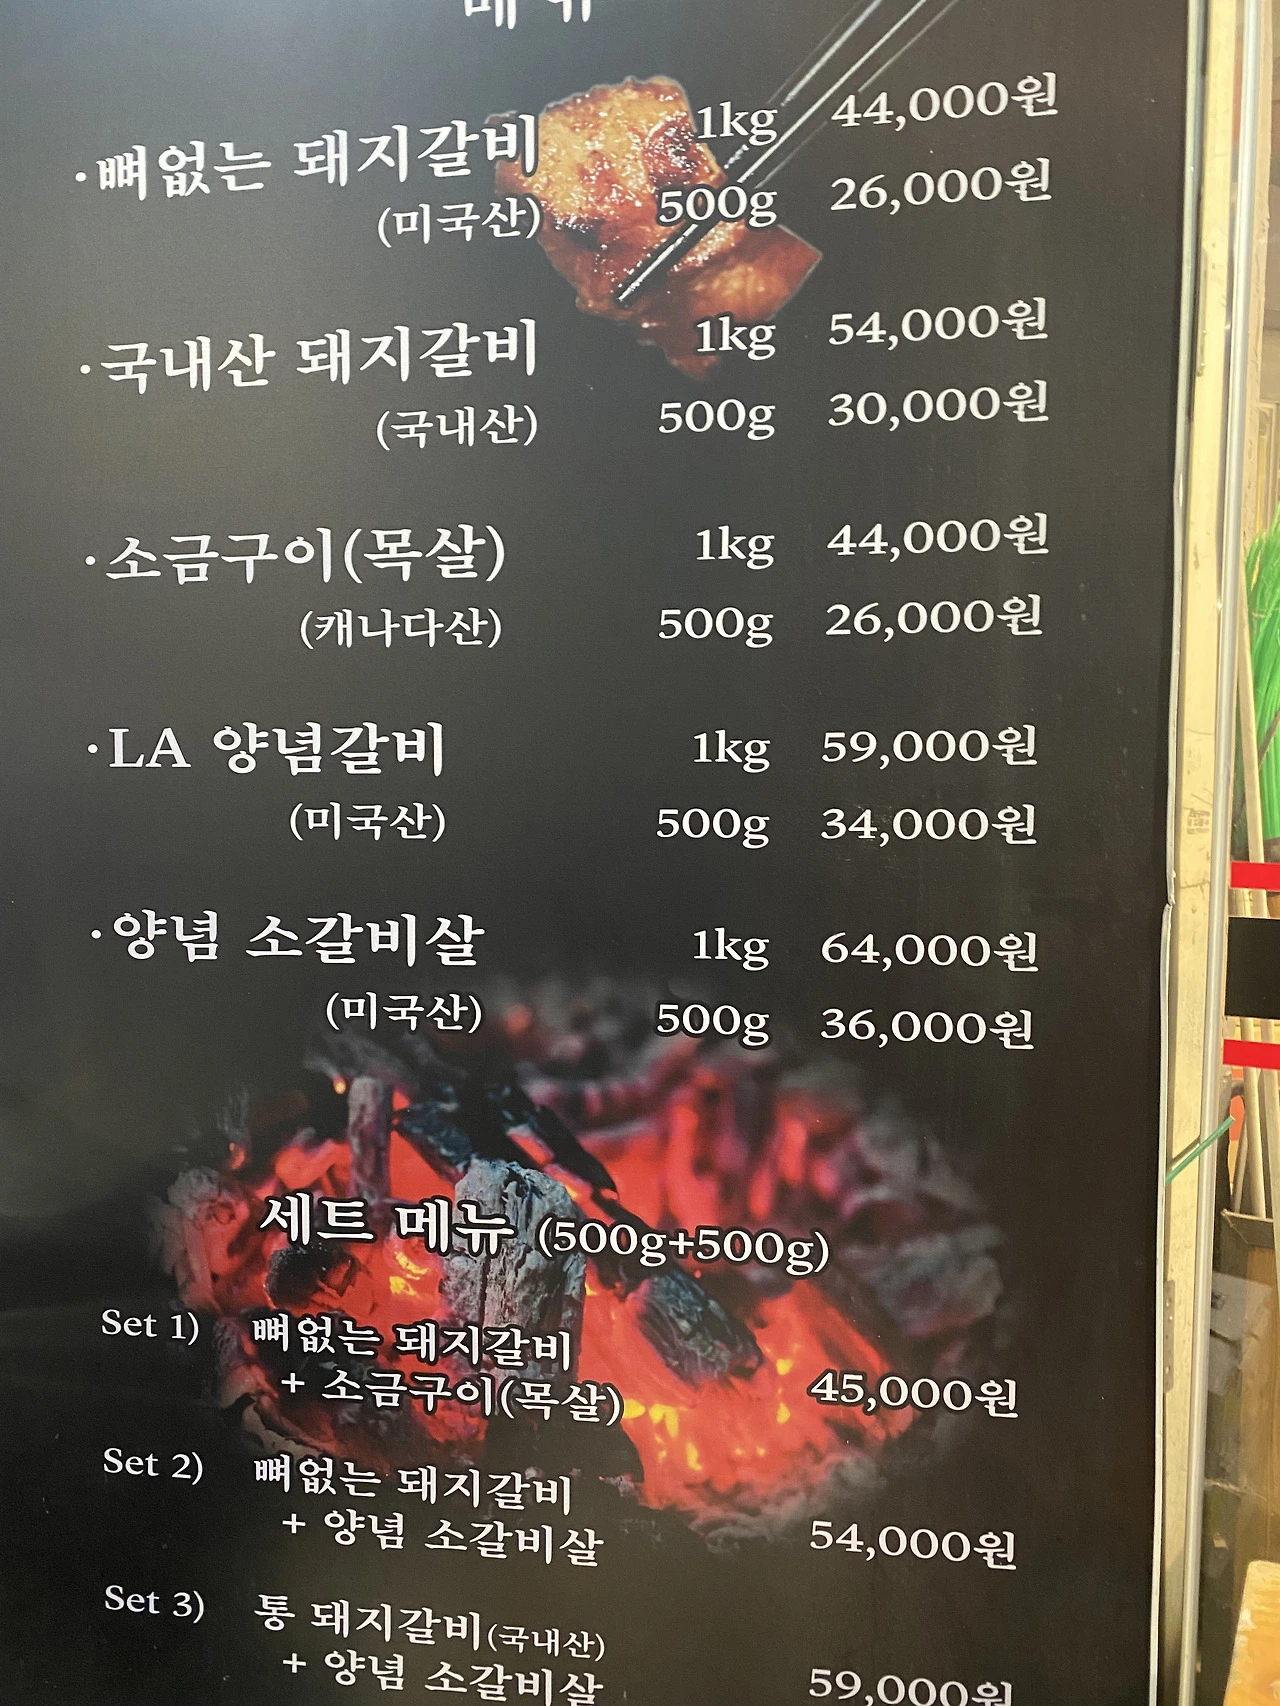 메뉴
·뼈없는 돼지갈비 1kg 44,000원
(미국산) 500g 26,000원
·국내산 돼지갈비 1kg 54,000원
(국내산) 500g 30,000원
·소금구이(목살) 1kg 44,000원
(캐나다산) 500g 26,000원
·LA 양념갈비 1kg 59,000원
(미국산) 500g 34,000원
·양념 소갈비살 1kg 64,000원
(미국산) 500g 36,000원
세트 메뉴 (500g+500g)
Set 1) 뼈없는 돼지갈비
+ 소금구이(목살) 45,000원
Set 2) 뼈없는 돼지갈비
+ 양념 소갈비살 54,000원
Set 3) 통 돼지갈비(국내산)
+ 양념 소갈비살 59,000원